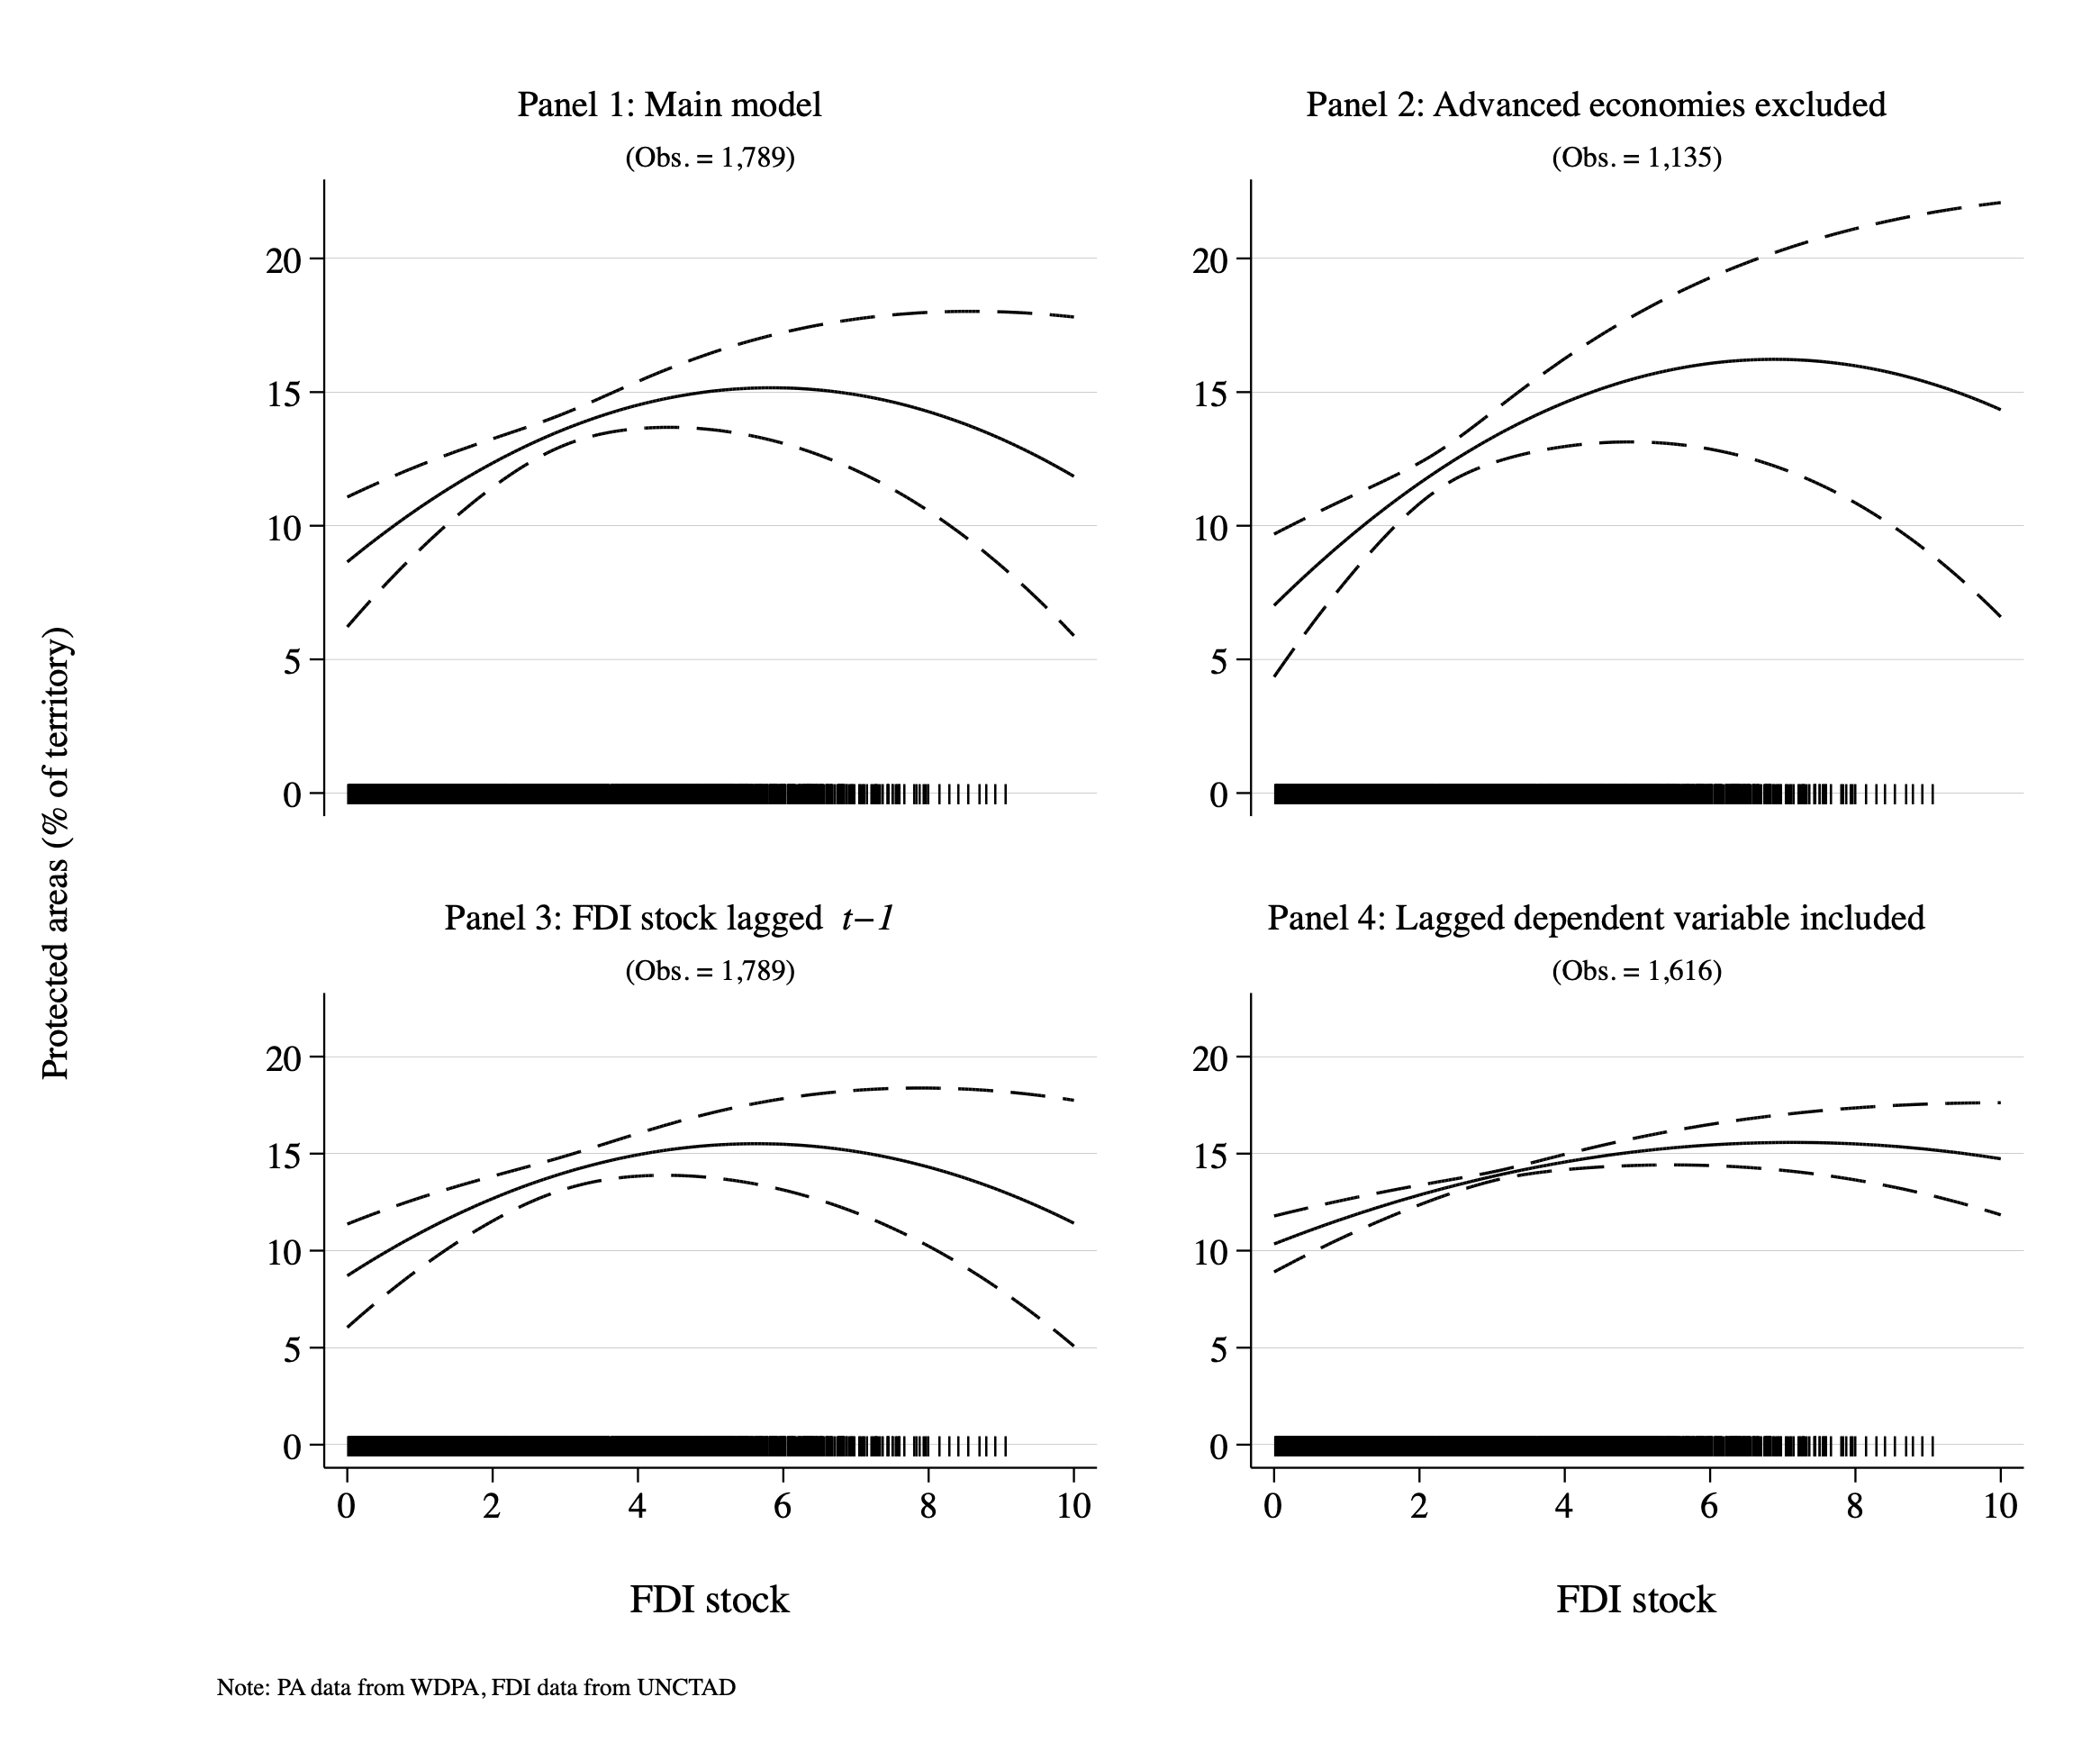 Panel 1: Main model
(Obs. = 1,789)
20
15
10
5
0
Panel 2: Advanced economies excluded
(Obs. = 1,135)
20
15
10
5
0
Protected areas (% of territory)
Panel 3: FDI stock lagged t−1
(Obs. = 1,789)
20
15
10
5
0
0 2 4 6 8 10
FDI stock
Panel 4: Lagged dependent variable included
(Obs. = 1,616)
20
15
10
5
0
0 2 4 6 8 10
FDI stock
Note: PA data from WDPA, FDI data from UNCTAD